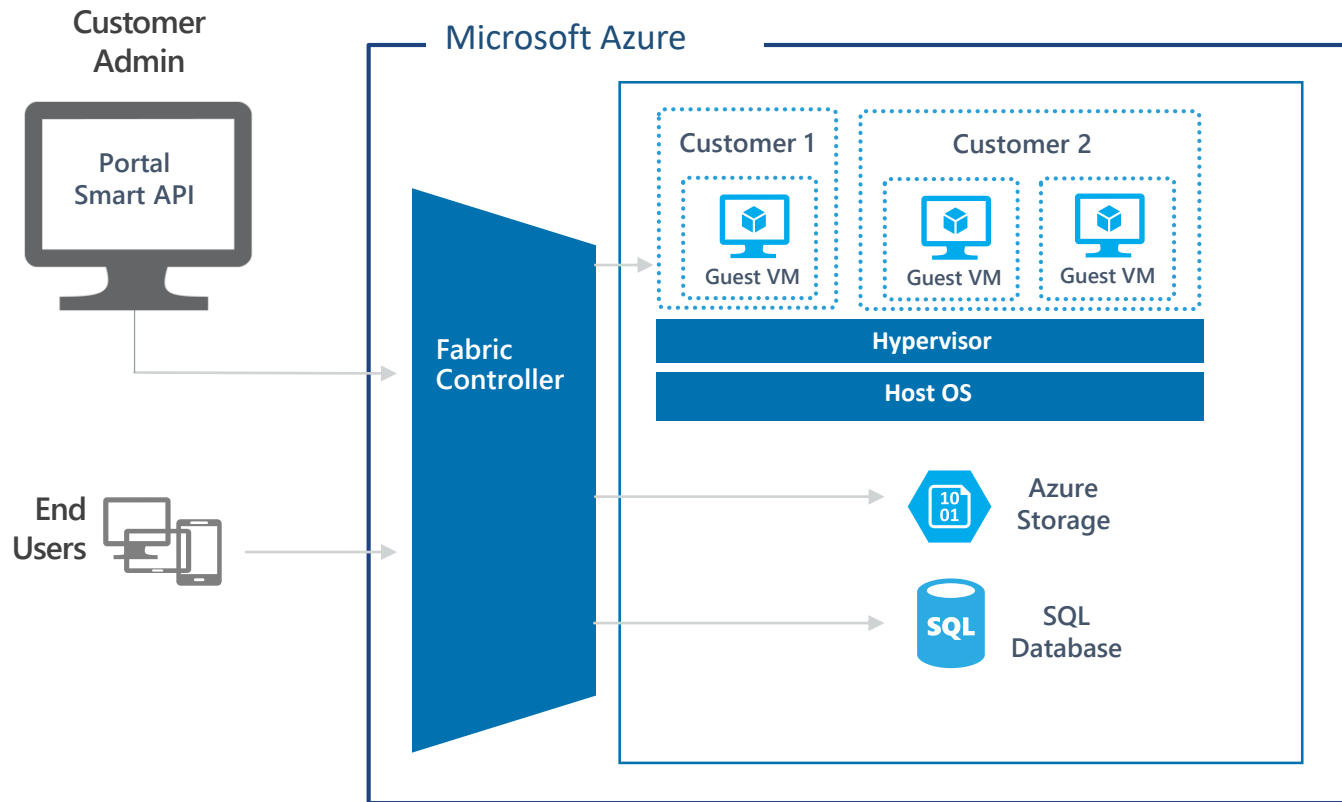 Customer
Admin
Microsoft Azure
Portal
Smart API
Customer 1
Customer 2
Guest VM
Guest VM
Guest VM
Hypervisor
Host OS
Fabric
Controller
10
01
Azure
Storage
End
Users
SQL
SQL
Database